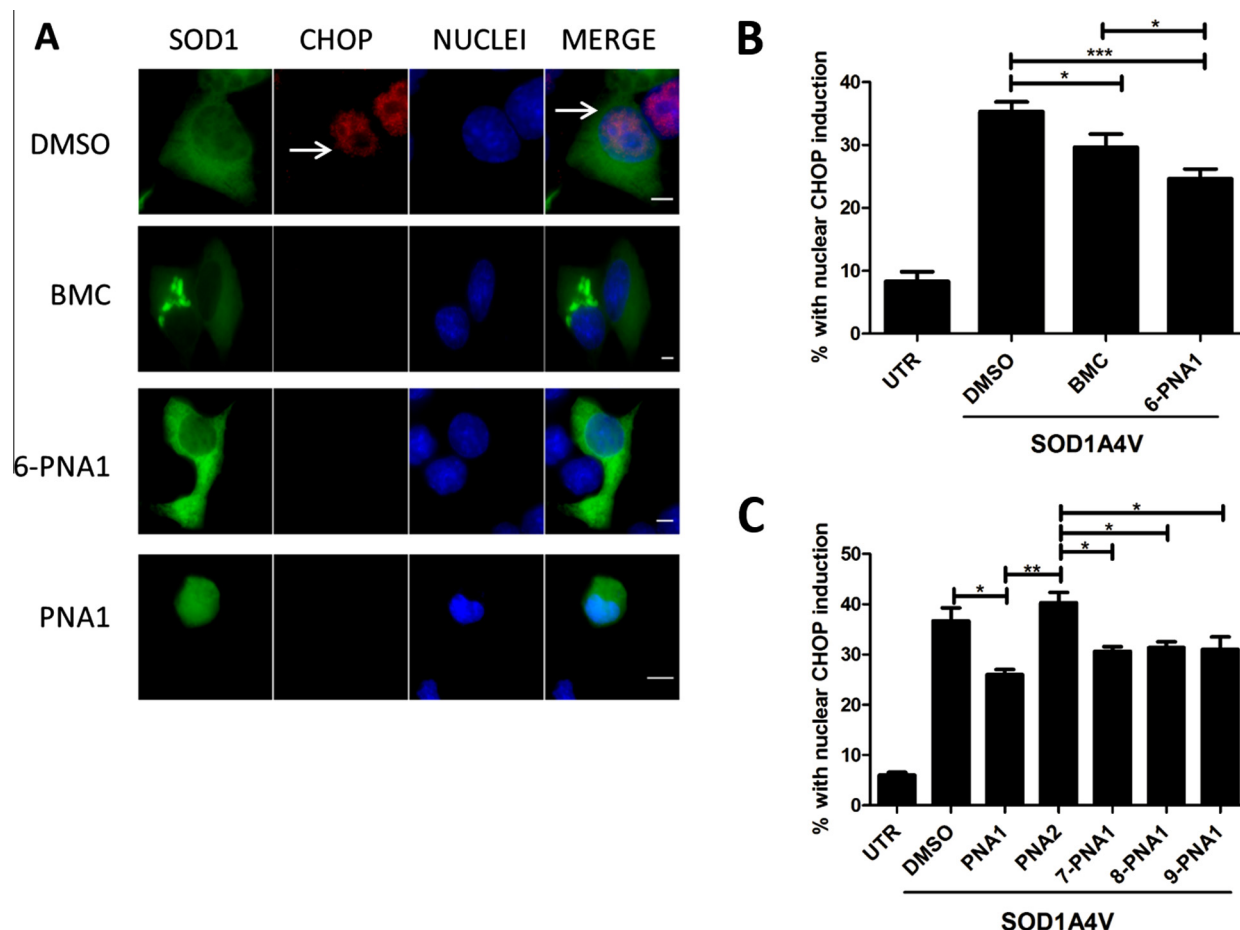 A
SOD1 CHOP NUCLEI MERGE
DMSO
BMC
6-PNA1
PNA1
B
% with nuclear CHOP induction
40
30
20
10
0
*
***
*
UTR DMSO BMC 6-PNA1
SOD1A4V
C
% with nuclear CHOP induction
50
40
30
20
10
0
*
*
*
**
*
UTR DMSO PNA1 PNA2 7-PNA1 8-PNA1 9-PNA1
SOD1A4V